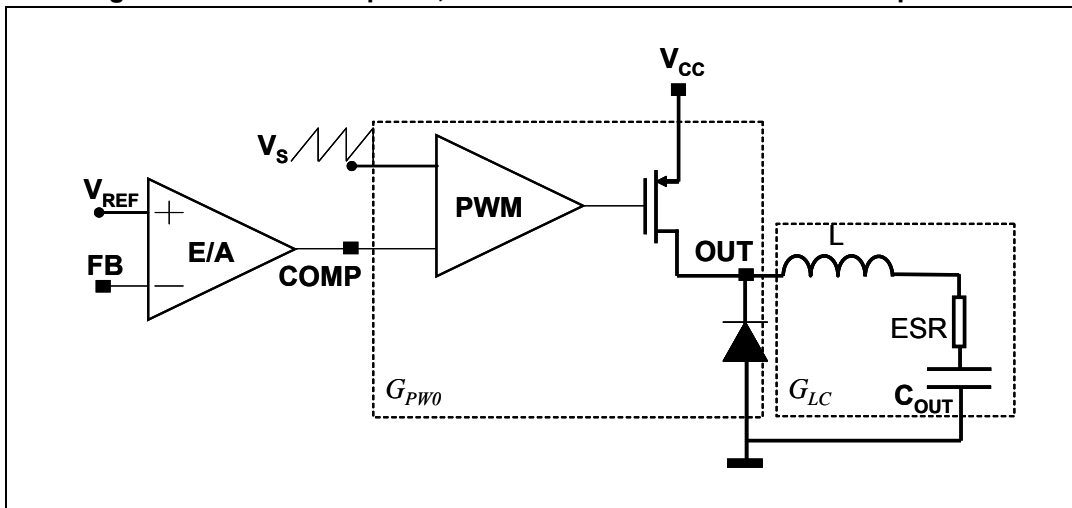 V_CC
V_S
V_REF
PWM
L
E/A
OUT
FB
COMP
ESR
G_PW0
G_LC
C_OUT